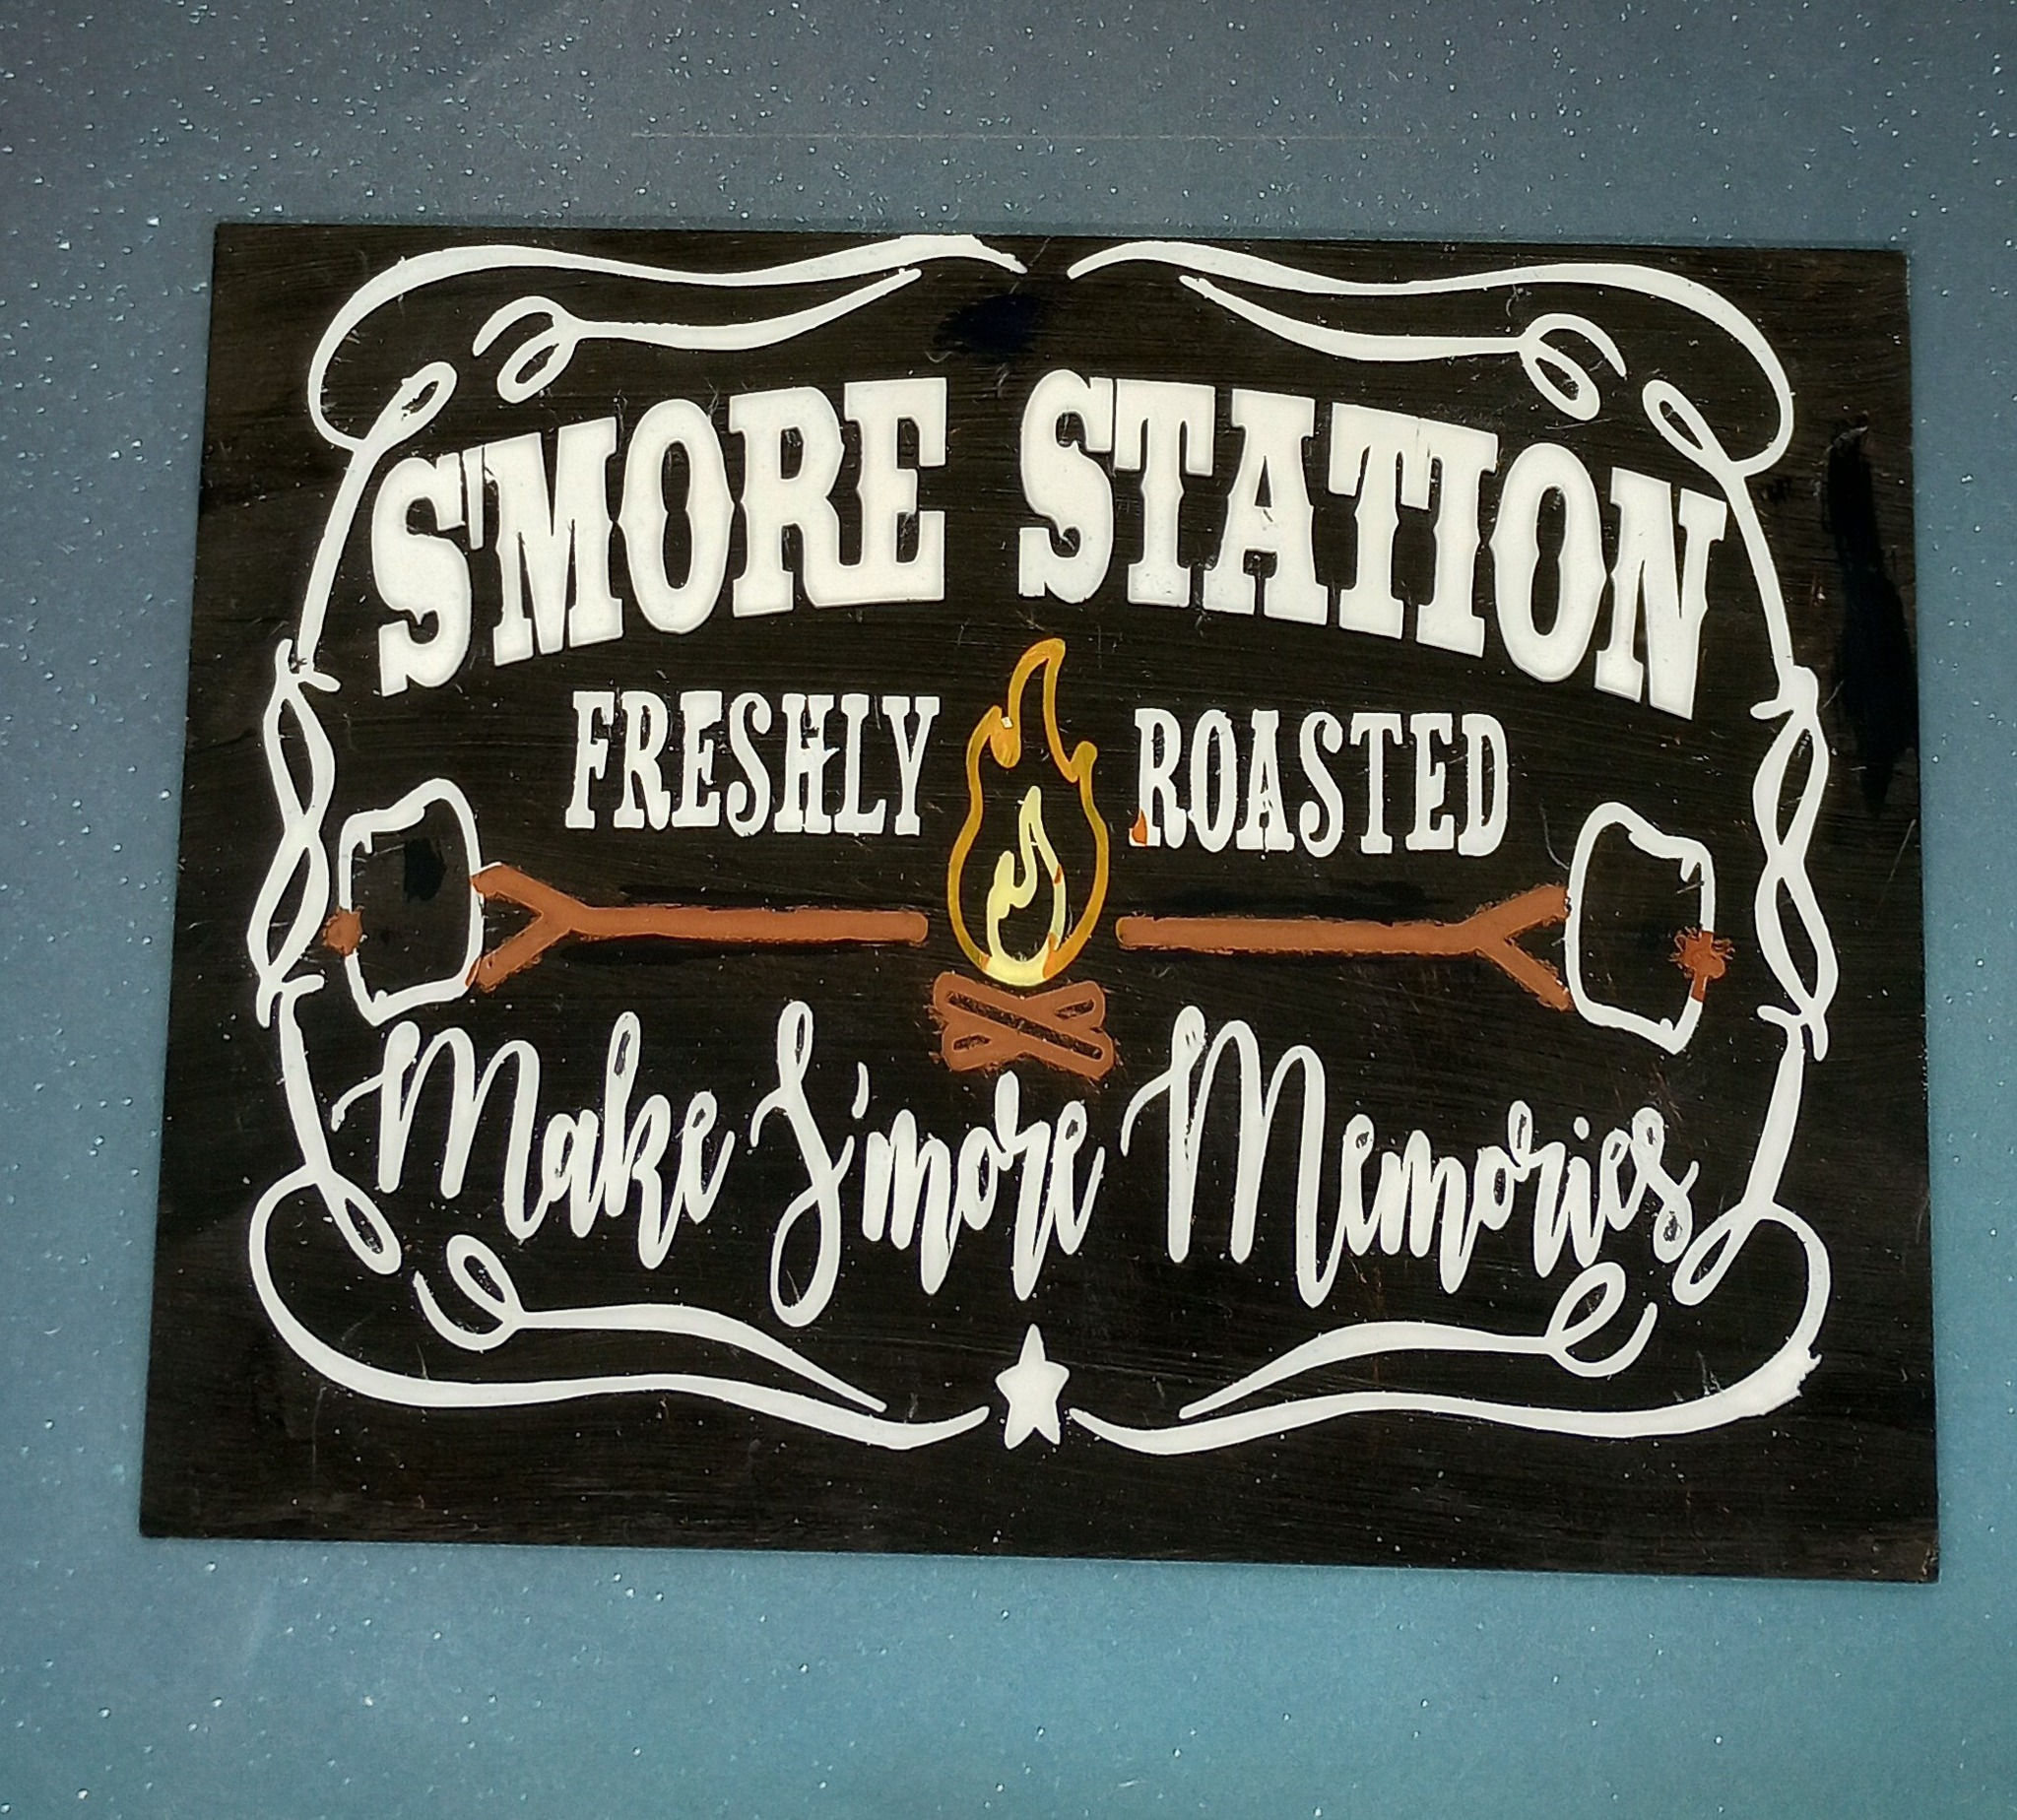 S'MORE STATION
FRESHLY ROASTED
Make S'more Memories